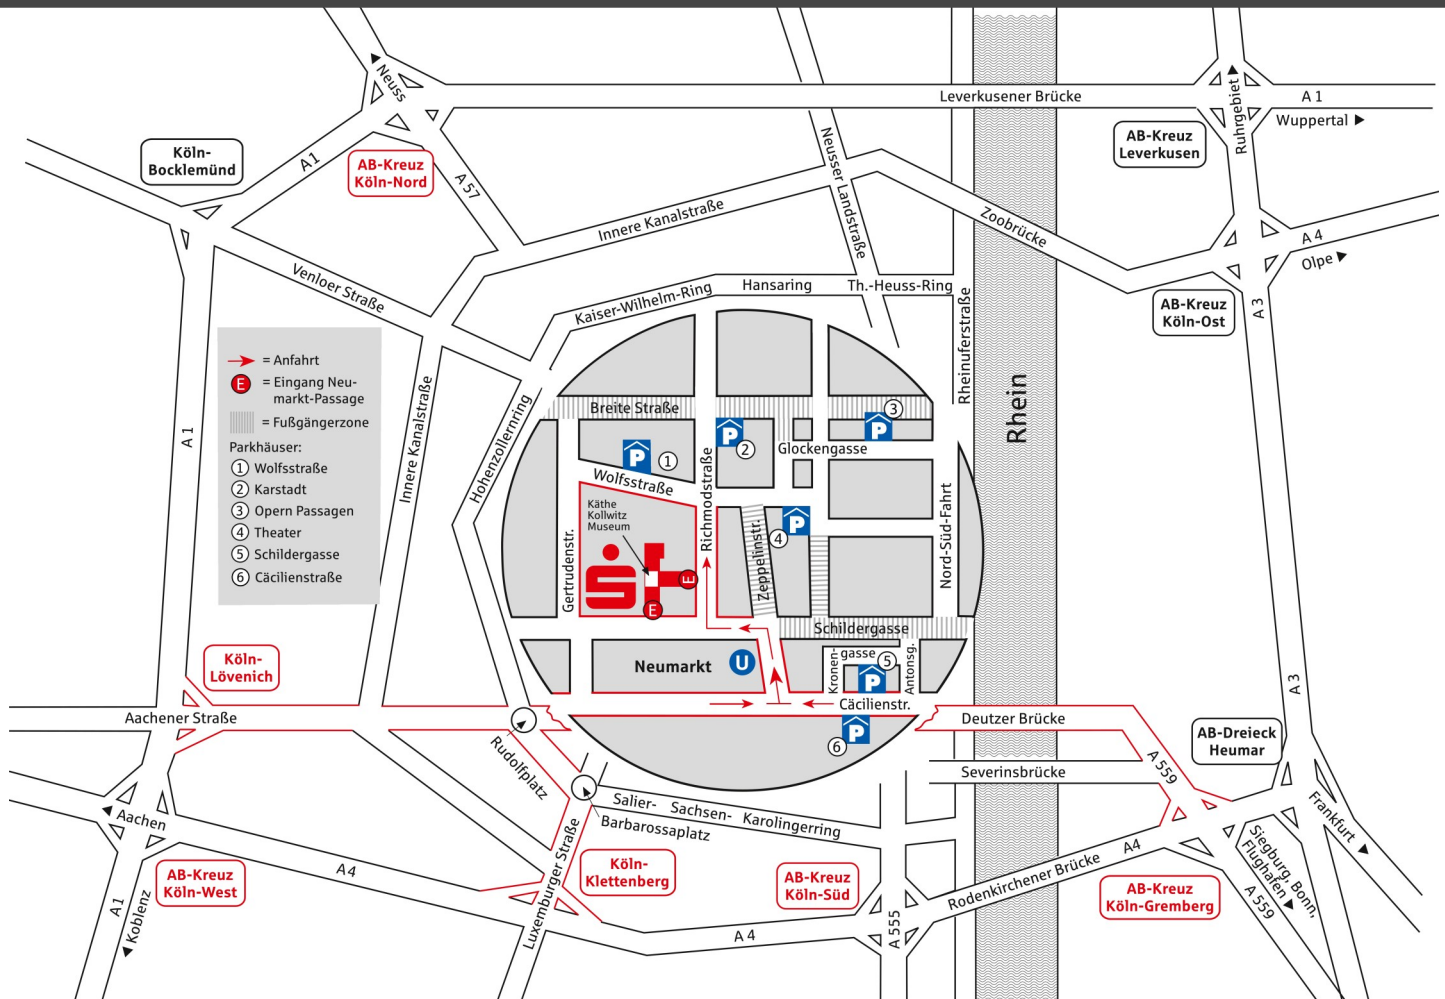 Neuss
Leverkusener Brücke
Ruhrgebiet
A 1
Wuppertal
Köln-
Bocklemünd
A 1
AB-Kreuz
Köln-Nord
A 57
Neusser Landstraße
AB-Kreuz
Leverkusen
Innere Kanalstraße
Zoobrücke
A 4
Olpe
Venloer Straße
Kaiser-Wilhelm-Ring
Hansaring
Th.-Heuss-Ring
Rheinuferstraße
AB-Kreuz
Köln-Ost
A 3
= Anfahrt
E = Eingang Neu-
markt-Passage
= Fußgängerzone
Parkhäuser:
1 Wolfsstraße
2 Karstadt
3 Opern Passagen
4 Theater
5 Schildergasse
6 Cäcilienstraße
A 1
Innere Kanalstraße
Hohenzollernring
Breite Straße
P 1
P 2
P 3
Glockengasse
Wolfsstraße
Richmodstraße
Rhein
Käthe
Kollwitz
Museum
Gertrudenstr.
E
E
Zeppelinstr.
P 4
Nord-Süd-Fahrt
Schildergasse
Neumarkt
U
Kronen-
gasse
P 5
Antonsg.
Cäcilienstr.
P 6
Köln-
Lövenich
Aachener Straße
Rudolfplatz
Deutzer Brücke
A 559
A 3
AB-Dreieck
Heumar
Severinsbrücke
Salier- Sachsen- Karolingerring
Barbarossaplatz
Aachen
AB-Kreuz
Köln-West
A 1
Koblenz
A 4
Luxemburger Straße
Köln-
Klettenberg
A 4
AB-Kreuz
Köln-Süd
A 555
Rodenkirchener Brücke
A 4
AB-Kreuz
Köln-Gremberg
A 559
Siegburg, Bonn,
Flughafen
Frankfurt